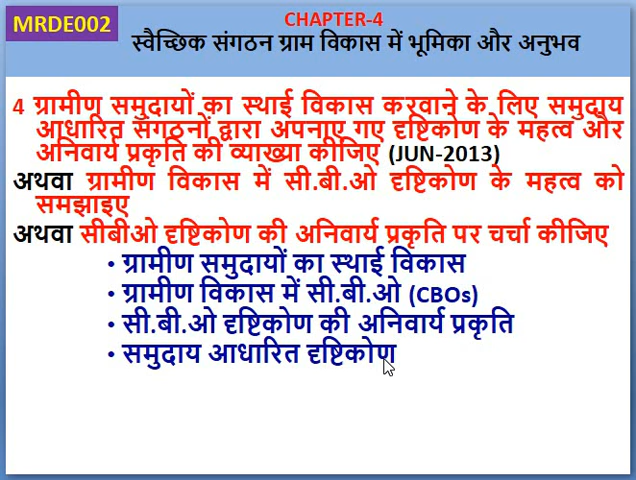 MRDE002
CHAPTER-4
स्वैच्छिक संगठन ग्राम विकास में भूमिका और अनुभव
4 ग्रामीण समुदायों का स्थाई विकास करवाने के लिए समुदाय
आधारित संगठनों द्वारा अपनाए गए दृष्टिकोण के महत्व और
अनिवार्य प्रकृति की व्याख्या कीजिए (JUN-2013)
अथवा ग्रामीण विकास में सी.बी.ओ दृष्टिकोण के महत्व को
समझाइए
अथवा सीबीओ दृष्टिकोण की अनिवार्य प्रकृति पर चर्चा कीजिए
• ग्रामीण समुदायों का स्थाई विकास
• ग्रामीण विकास में सी.बी.ओ (CBOs)
• सी.बी.ओ दृष्टिकोण की अनिवार्य प्रकृति
• समुदाय आधारित दृष्टिकोण